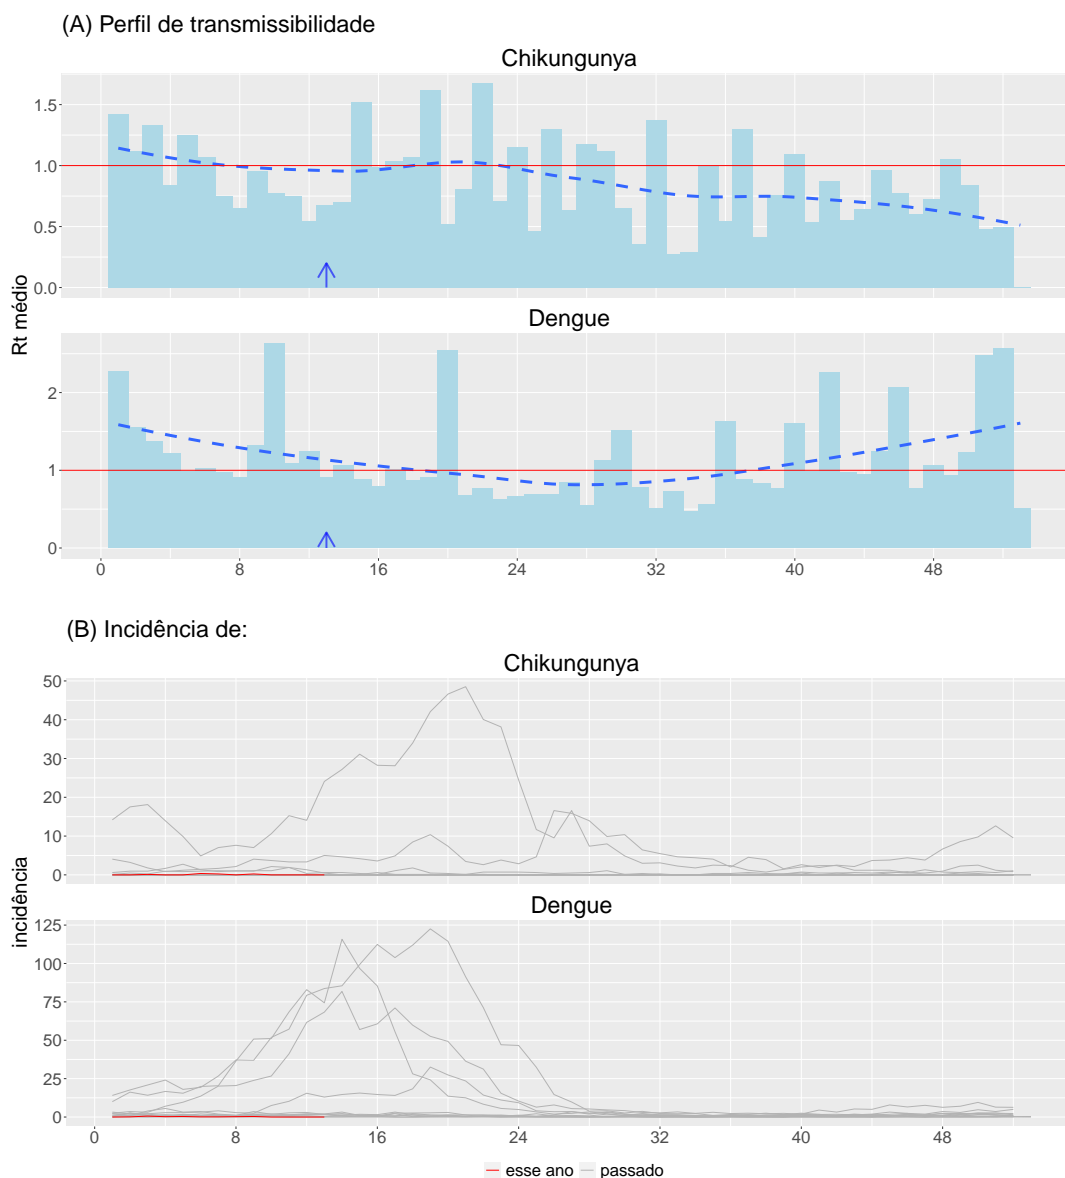 (A) Perfil de transmissibilidade
Chikungunya
1.5
1.0
0.5
0.0
Rt médio
Dengue
2
1
0
0 8 16 24 32 40 48
(B) Incidência de:
Chikungunya
50
40
30
20
10
0
incidência
Dengue
125
100
75
50
25
0
0 8 16 24 32 40 48
esse ano passado